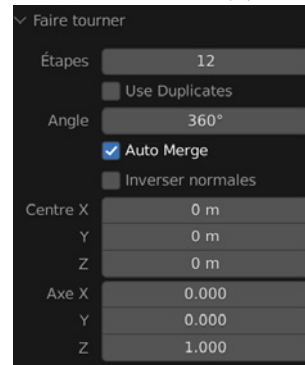 Faire tourner
Étapes 12
Use Duplicates
Angle 360°
Auto Merge
Inverser normales
Centre X 0 m
Y 0 m
Z 0 m
Axe X 0.000
Y 0.000
Z 1.000